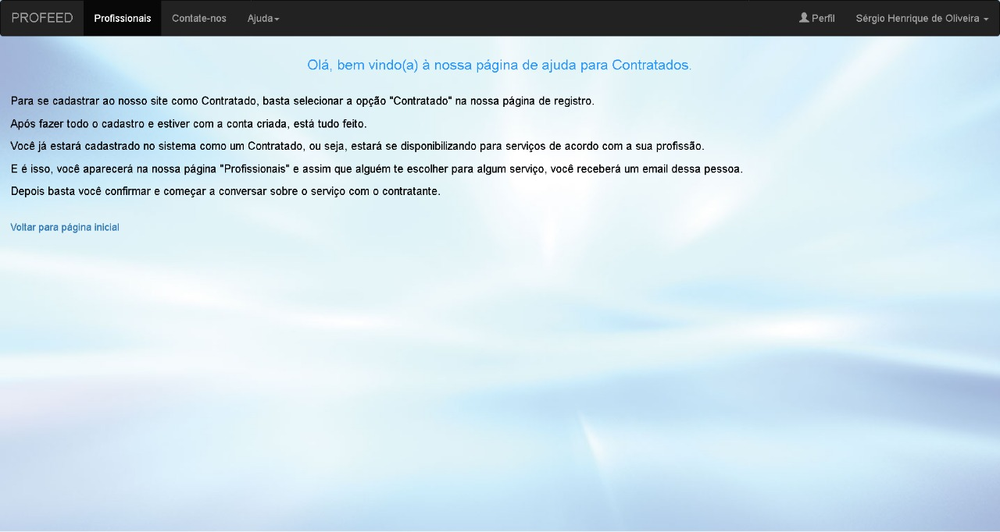 PROFEED Profissionais Contate-nos Ajuda Perfil Sérgio Henrique de Oliveira
Olá, bem vindo(a) à nossa página de ajuda para Contratados.
Para se cadastrar ao nosso site como Contratado, basta selecionar a opção "Contratado" na nossa página de registro.
Após fazer todo o cadastro e estiver com a conta criada, está tudo feito.
Você já estará cadastrado no sistema como um Contratado, ou seja, estará se disponibilizando para serviços de acordo com a sua profissão.
E é isso, você aparecerá na nossa página "Profissionais" e assim que alguém te escolher para algum serviço, você receberá um email dessa pessoa.
Depois basta você confirmar e começar a conversar sobre o serviço com o contratante.
Voltar para página inicial